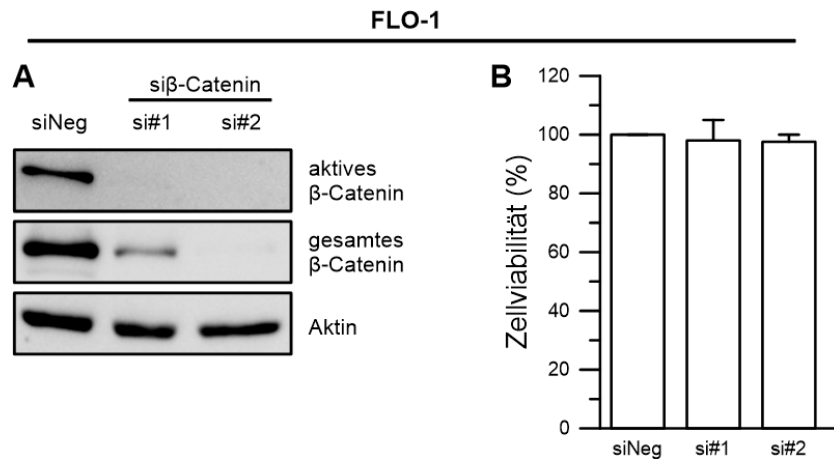 FLO-1
A
siβ-Catenin
siNeg si#1 si#2
aktives
β-Catenin
gesamtes
β-Catenin
Aktin
B
Zellviabilität (%)
120
100
80
60
40
20
0
siNeg si#1 si#2